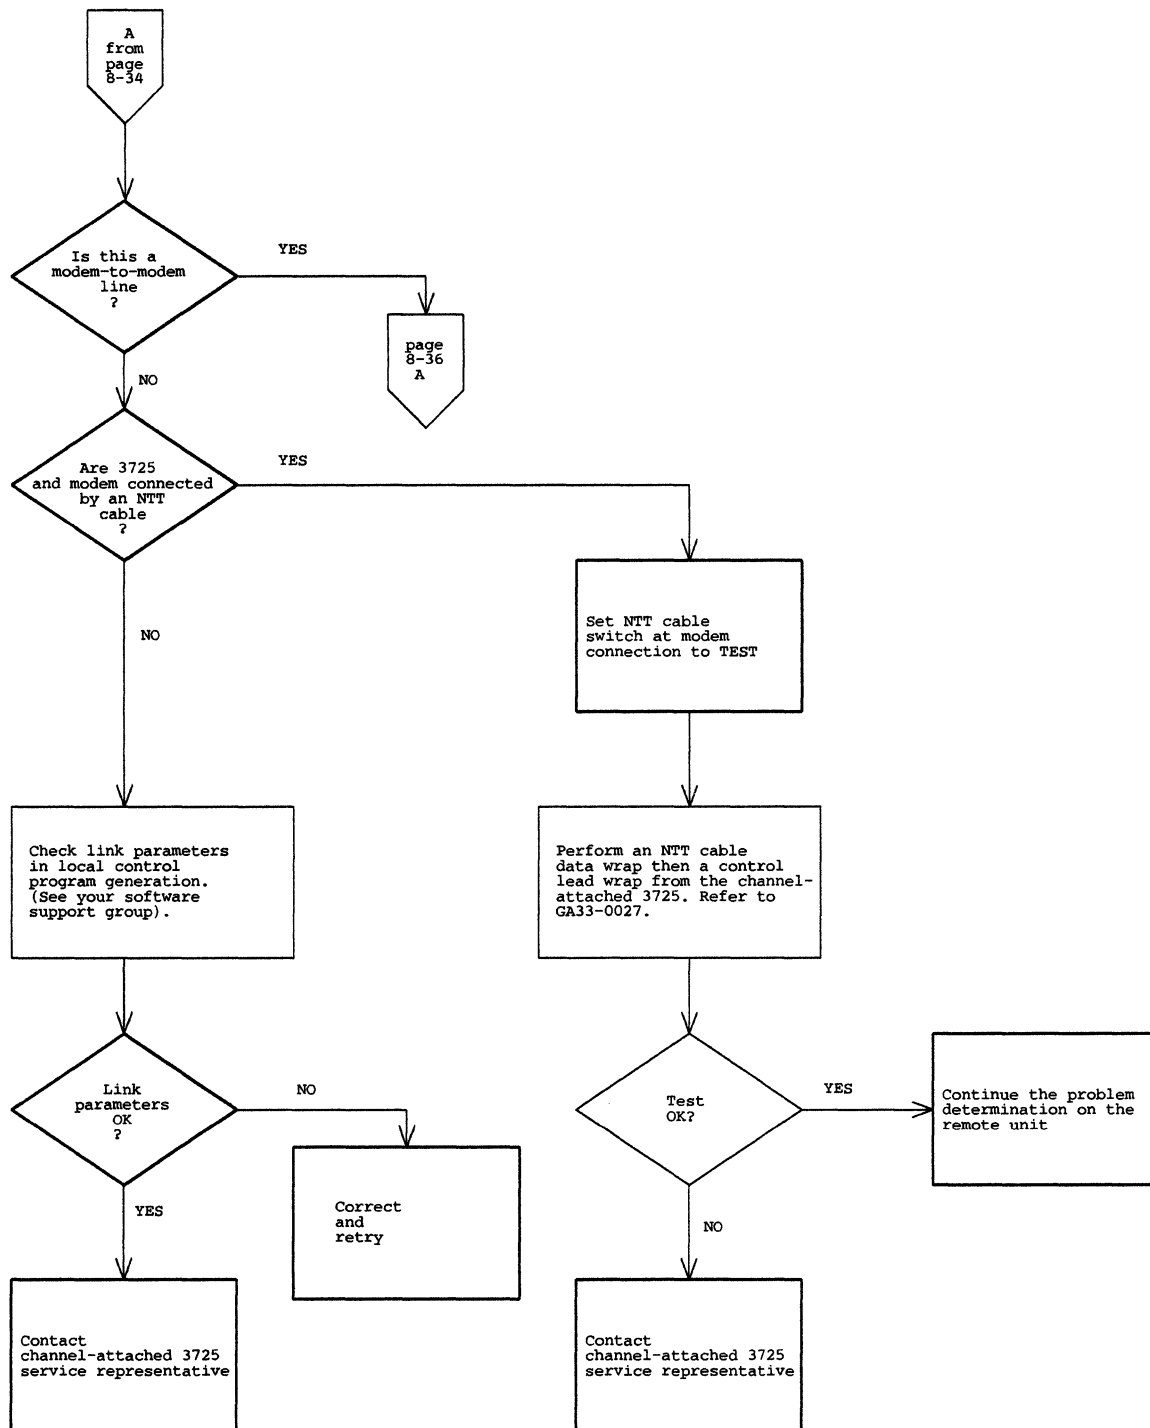 A
from
page
8-34
Is this a
modem-to-modem
line
?
YES
page
8-36
A
NO
Are 3725
and modem connected
by an NTT
cable
?
YES
NO
Set NTT cable
switch at modem
connection to TEST
Check link parameters
in local control
program generation.
(See your software
support group).
Perform an NTT cable
data wrap then a control
lead wrap from the channel-
attached 3725. Refer to
GA33-0027.
Link
parameters
OK
?
NO
Correct
and
retry
YES
Contact
channel-attached 3725
service representative
Test
OK?
YES
Continue the problem
determination on the
remote unit
NO
Contact
channel-attached 3725
service representative